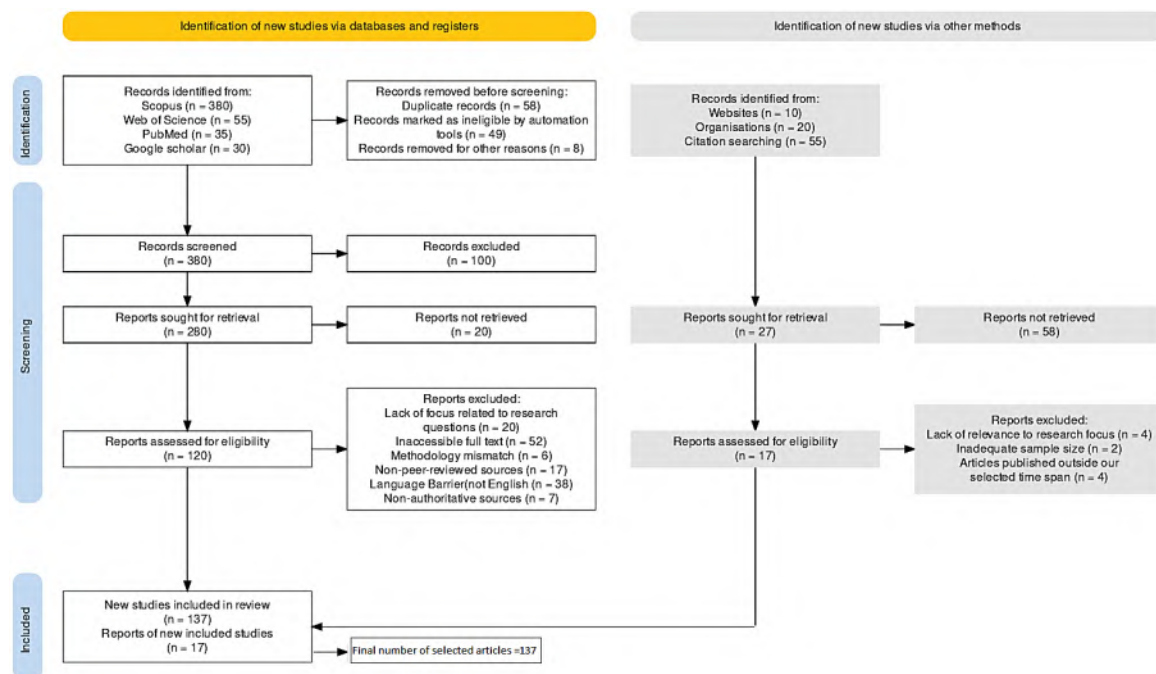 Identification of new studies via databases and registers
Identification of new studies via other methods
Identification
Records identified from:
Scopus (n = 380)
Web of Science (n = 55)
PubMed (n = 35)
Google scholar (n = 30)
Records removed before screening:
Duplicate records (n = 58)
Records marked as ineligible by automation
tools (n = 49)
Records removed for other reasons (n = 8)
Records identified from:
Websites (n = 10)
Organisations (n = 20)
Citation searching (n = 55)
Screening
Records screened
(n = 380)
Records excluded
(n = 100)
Reports sought for retrieval
(n = 280)
Reports not retrieved
(n = 20)
Reports sought for retrieval
(n = 27)
Reports not retrieved
(n = 58)
Reports assessed for eligibility
(n = 120)
Reports excluded:
Lack of focus related to research
questions (n = 20)
Inaccessible full text (n = 52)
Methodology mismatch (n = 6)
Non-peer-reviewed sources (n = 17)
Language Barrier(not English (n = 38)
Non-authoritative sources (n = 7)
Reports assessed for eligibility
(n = 17)
Reports excluded:
Lack of relevance to research focus (n = 4)
Inadequate sample size (n = 2)
Articles published outside our
selected time span (n = 4)
Included
New studies included in review
(n = 137)
Reports of new included studies
(n = 17)
Final number of selected articles =137